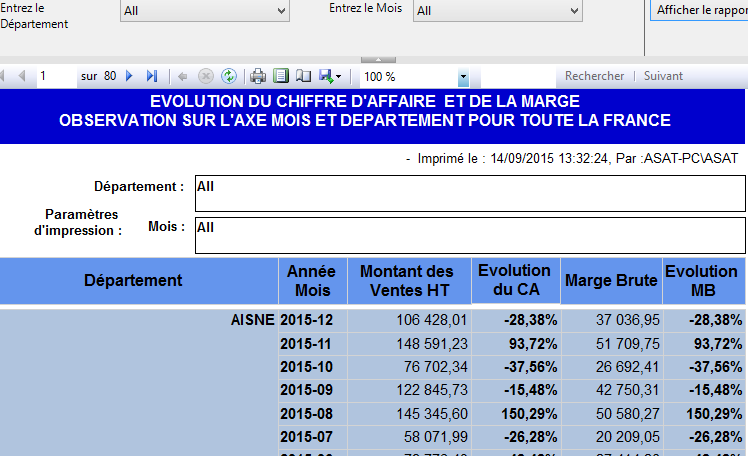 Entrez le
Département
All
Entrez le Mois
All
Afficher le rappor
1 sur 80 100 % Rechercher | Suivant
EVOLUTION DU CHIFFRE D'AFFAIRE ET DE LA MARGE
OBSERVATION SUR L'AXE MOIS ET DEPARTEMENT POUR TOUTE LA FRANCE
- Imprimé le : 14/09/2015 13:32:24, Par :ASAT-PC\ASAT
Département : All
Paramètres
d'impression :
Mois : All
Département
Année
Mois
Montant des
Ventes HT
Evolution
du CA
Marge Brute
Evolution
MB
AISNE 2015-12 106 428,01 -28,38% 37 036,95 -28,38%
2015-11 148 591,23 93,72% 51 709,75 93,72%
2015-10 76 702,34 -37,56% 26 692,41 -37,56%
2015-09 122 845,73 -15,48% 42 750,31 -15,48%
2015-08 145 345,60 150,29% 50 580,27 150,29%
2015-07 58 071,99 -26,28% 20 209,05 -26,28%